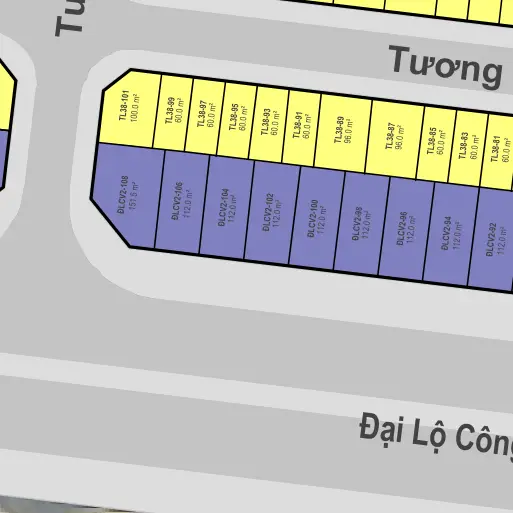 Tư
Tương
TL38-101
100.0 m²
TL38-99
60.0 m²
TL38-97
60.0 m²
TL38-95
60.0 m²
TL38-93
60.0 m²
TL38-91
60.0 m²
TL38-89
96.0 m²
TL38-87
96.0 m²
TL38-85
60.0 m²
TL38-83
60.0 m²
TL38-81
60.0 m²
ĐLCV2-108
151.0 m²
ĐLCV2-106
112.0 m²
ĐLCV2-104
112.0 m²
ĐLCV2-102
112.0 m²
ĐLCV2-100
112.0 m²
ĐLCV2-98
112.0 m²
ĐLCV2-96
112.0 m²
ĐLCV2-94
112.0 m²
ĐLCV2-92
112.0 m²
Đại Lộ Công